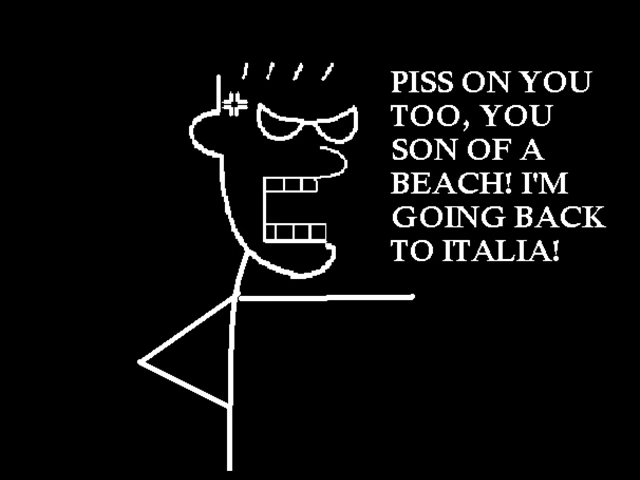 PISS ON YOU
TOO, YOU
SON OF A
BEACH! I'M
GOING BACK
TO ITALIA!